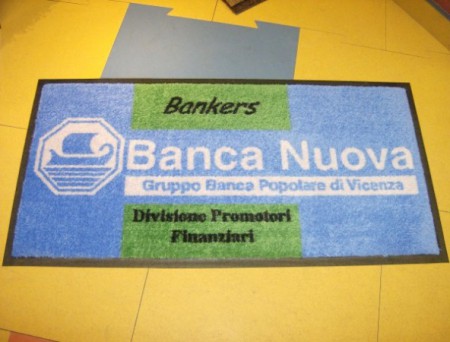 Bankers
Banca Nuova
Gruppo Banca Popolare di Vicenza
Divisione Promotori
Finanziari